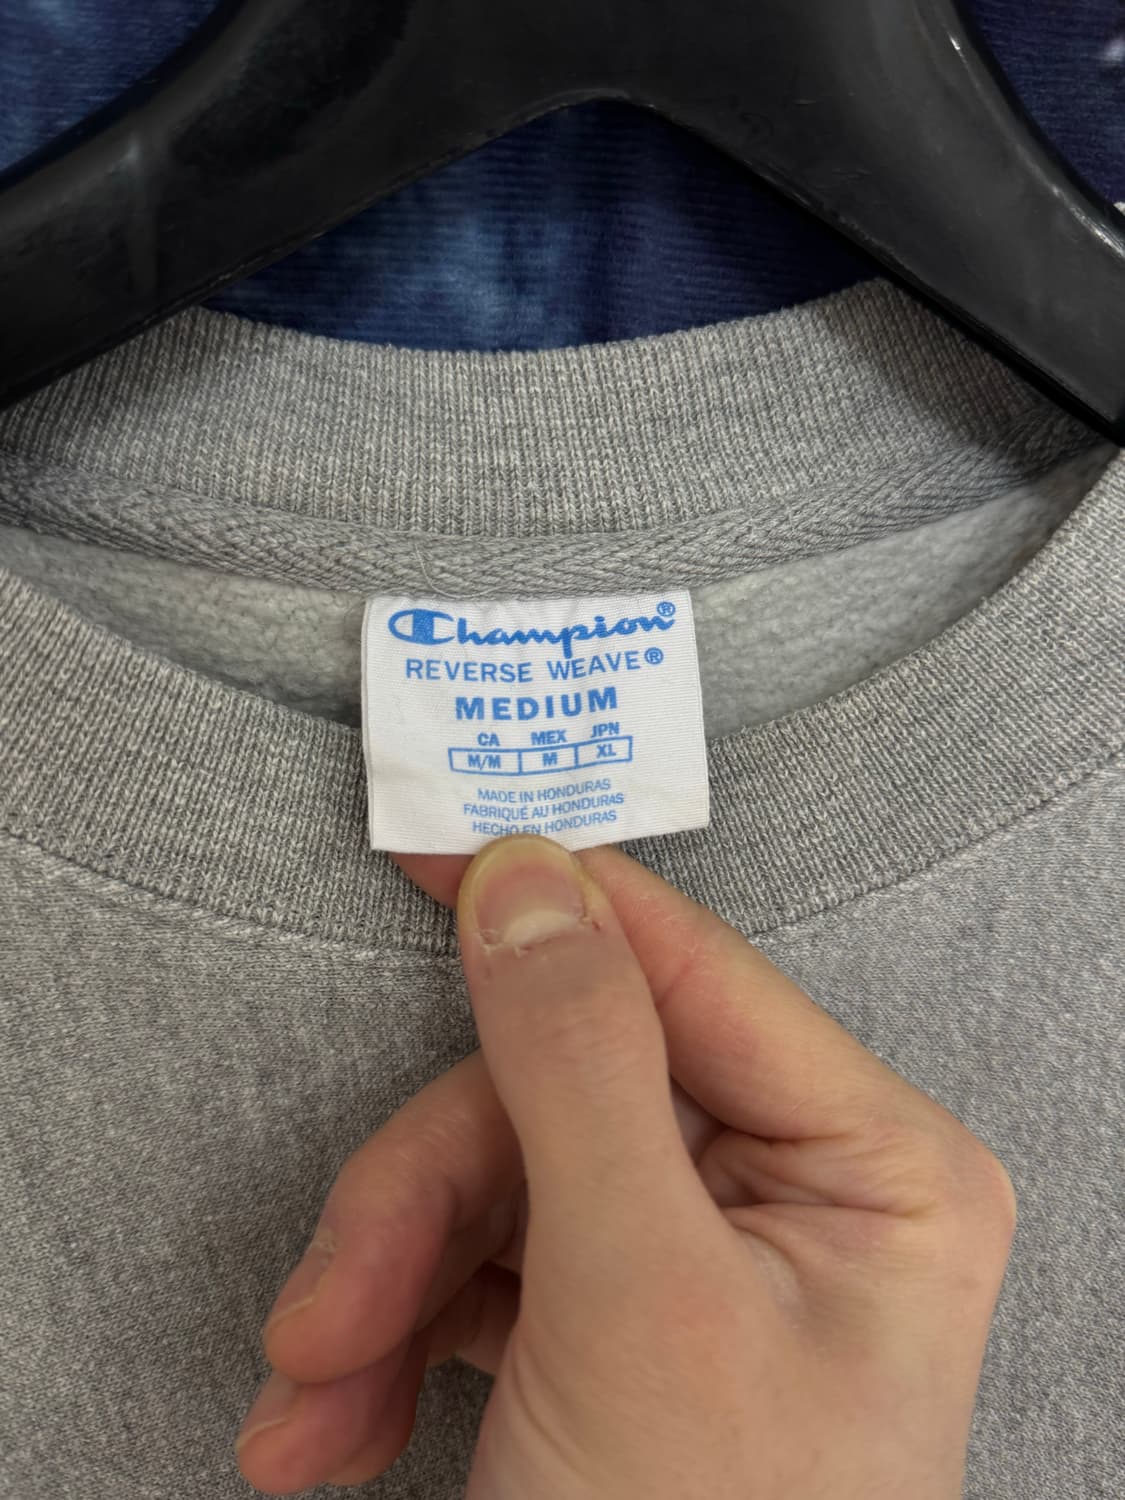 Champion®
REVERSE WEAVE®
MEDIUM
CA MEX JPN
M/M M XL
MADE IN HONDURAS
FABRIQUÉ AU HONDURAS
HECHO EN HONDURAS